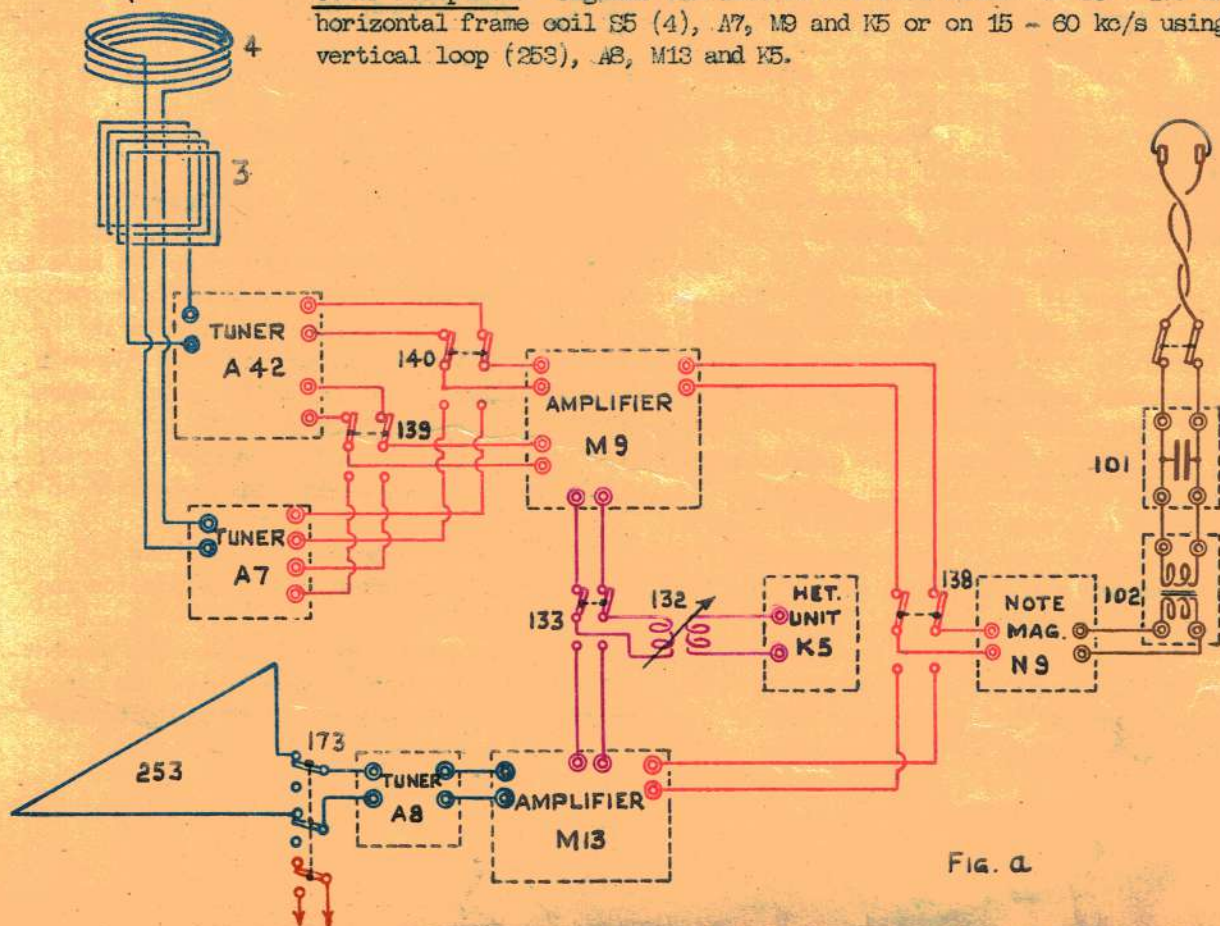 horizontal frame coil S5 (4), A7, M9 and K5 or on 15 - 60 kc/s using
vertical loop (253), A8, M13 and K5.
4
3
TUNER
A 42
140
139
AMPLIFIER
M 9
TUNER
A7
133
132
HET.
UNIT
K5
138
NOTE
MAG.
N9
101
102
253
173
TUNER
A8
AMPLIFIER
M13
FIG. a